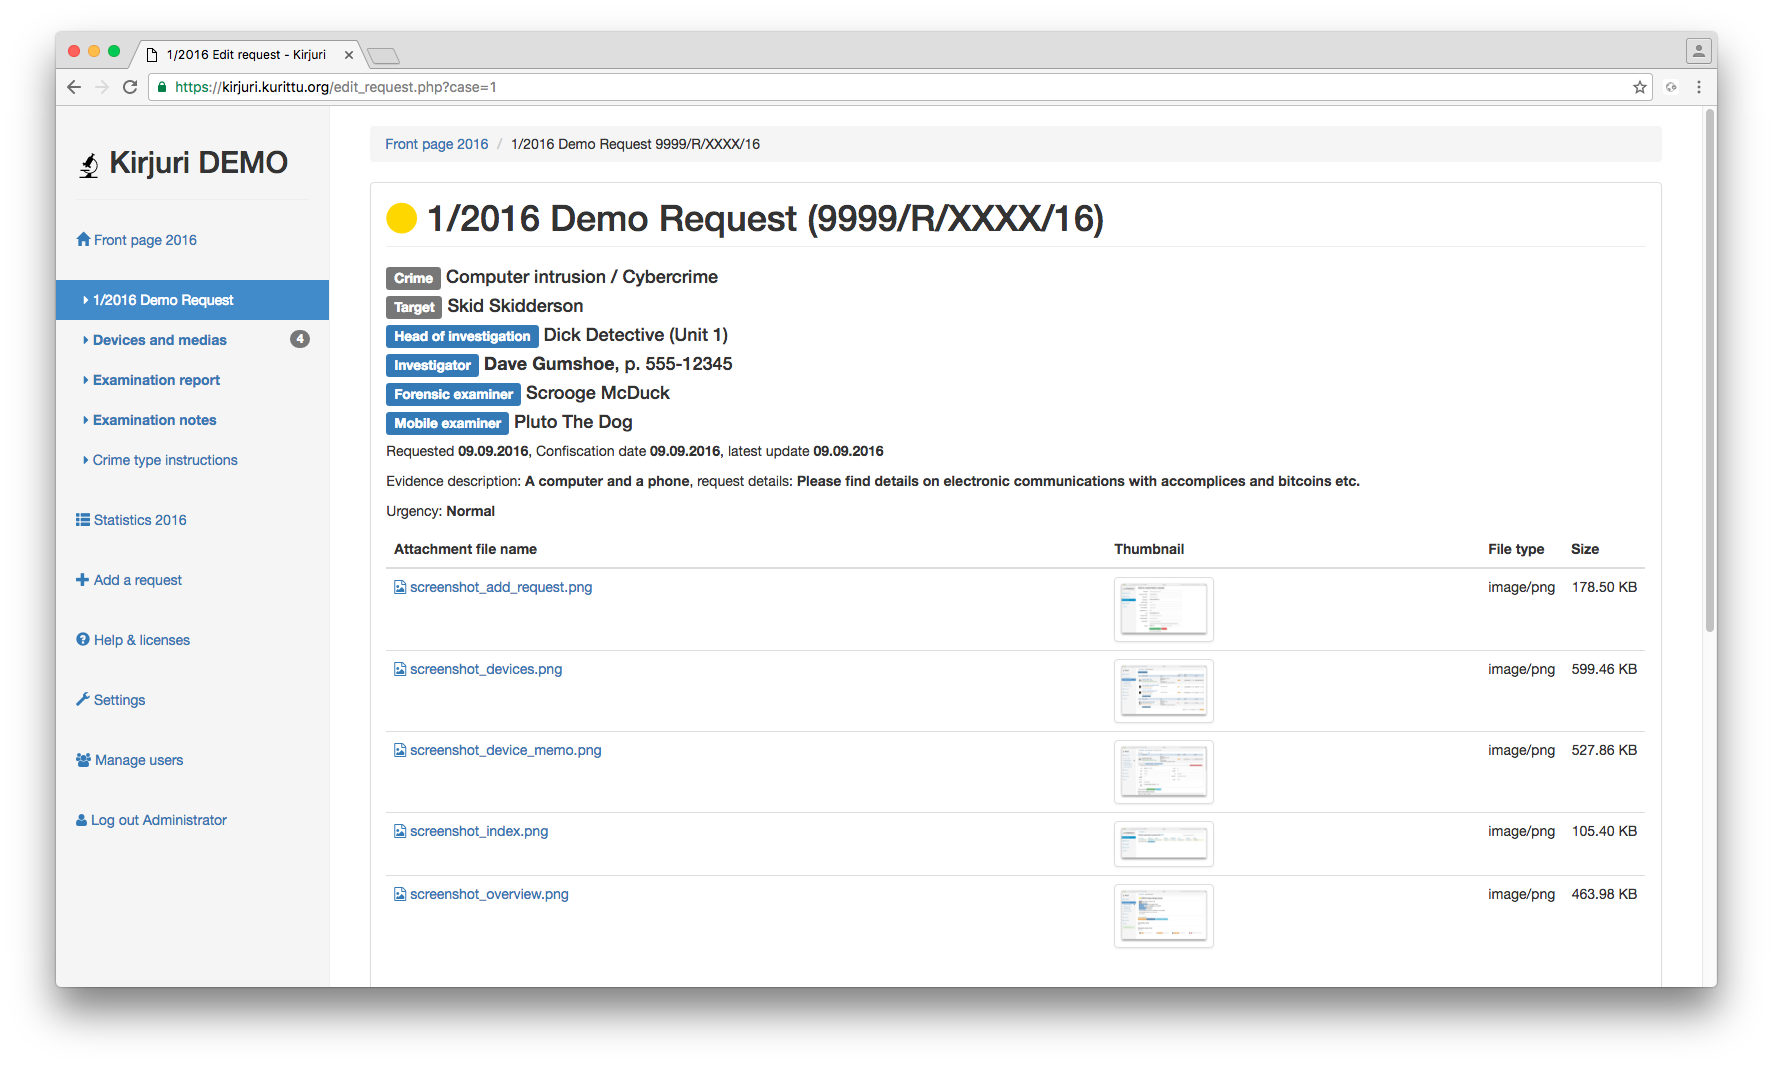 1/2016 Edit request - Kirjuri
https://kirjuri.kurittu.org/edit_request.php?case=1
Kirjuri DEMO
Front page 2016
1/2016 Demo Request
Devices and medias 4
Examination report
Examination notes
Crime type instructions
Statistics 2016
Add a request
Help & licenses
Settings
Manage users
Log out Administrator
Front page 2016 / 1/2016 Demo Request 9999/R/XXXX/16
1/2016 Demo Request (9999/R/XXXX/16)
Crime Computer intrusion / Cybercrime
Target Skid Skidderson
Head of investigation Dick Detective (Unit 1)
Investigator Dave Gumshoe, p. 555-12345
Forensic examiner Scrooge McDuck
Mobile examiner Pluto The Dog
Requested 09.09.2016, Confiscation date 09.09.2016, latest update 09.09.2016
Evidence description: A computer and a phone, request details: Please find details on electronic communications with accomplices and bitcoins etc.
Urgency: Normal
Attachment file name Thumbnail File type Size
screenshot_add_request.png image/png 178.50 KB
screenshot_devices.png image/png 599.46 KB
screenshot_device_memo.png image/png 527.86 KB
screenshot_index.png image/png 105.40 KB
screenshot_overview.png image/png 463.98 KB